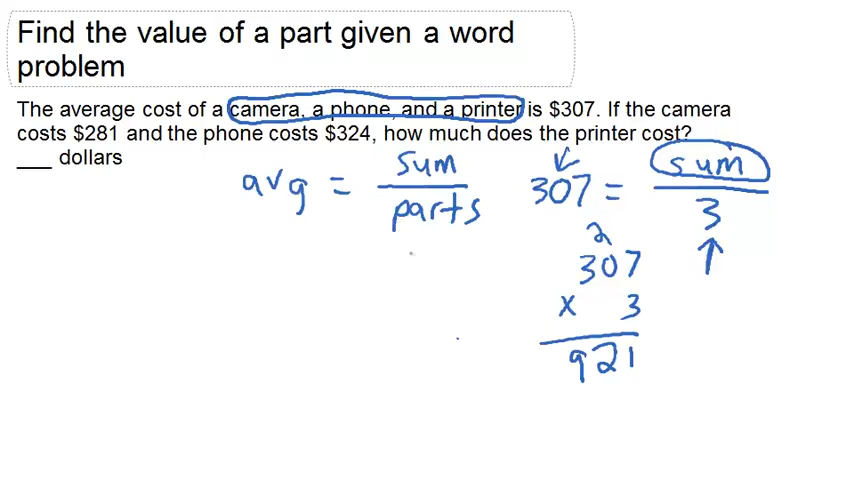 Find the value of a part given a word
problem
The average cost of a camera, a phone, and a printer is $307. If the camera
costs $281 and the phone costs $324, how much does the printer cost?
___ dollars
avg = sum / parts
307 = sum / 3
2
307
x 3
921